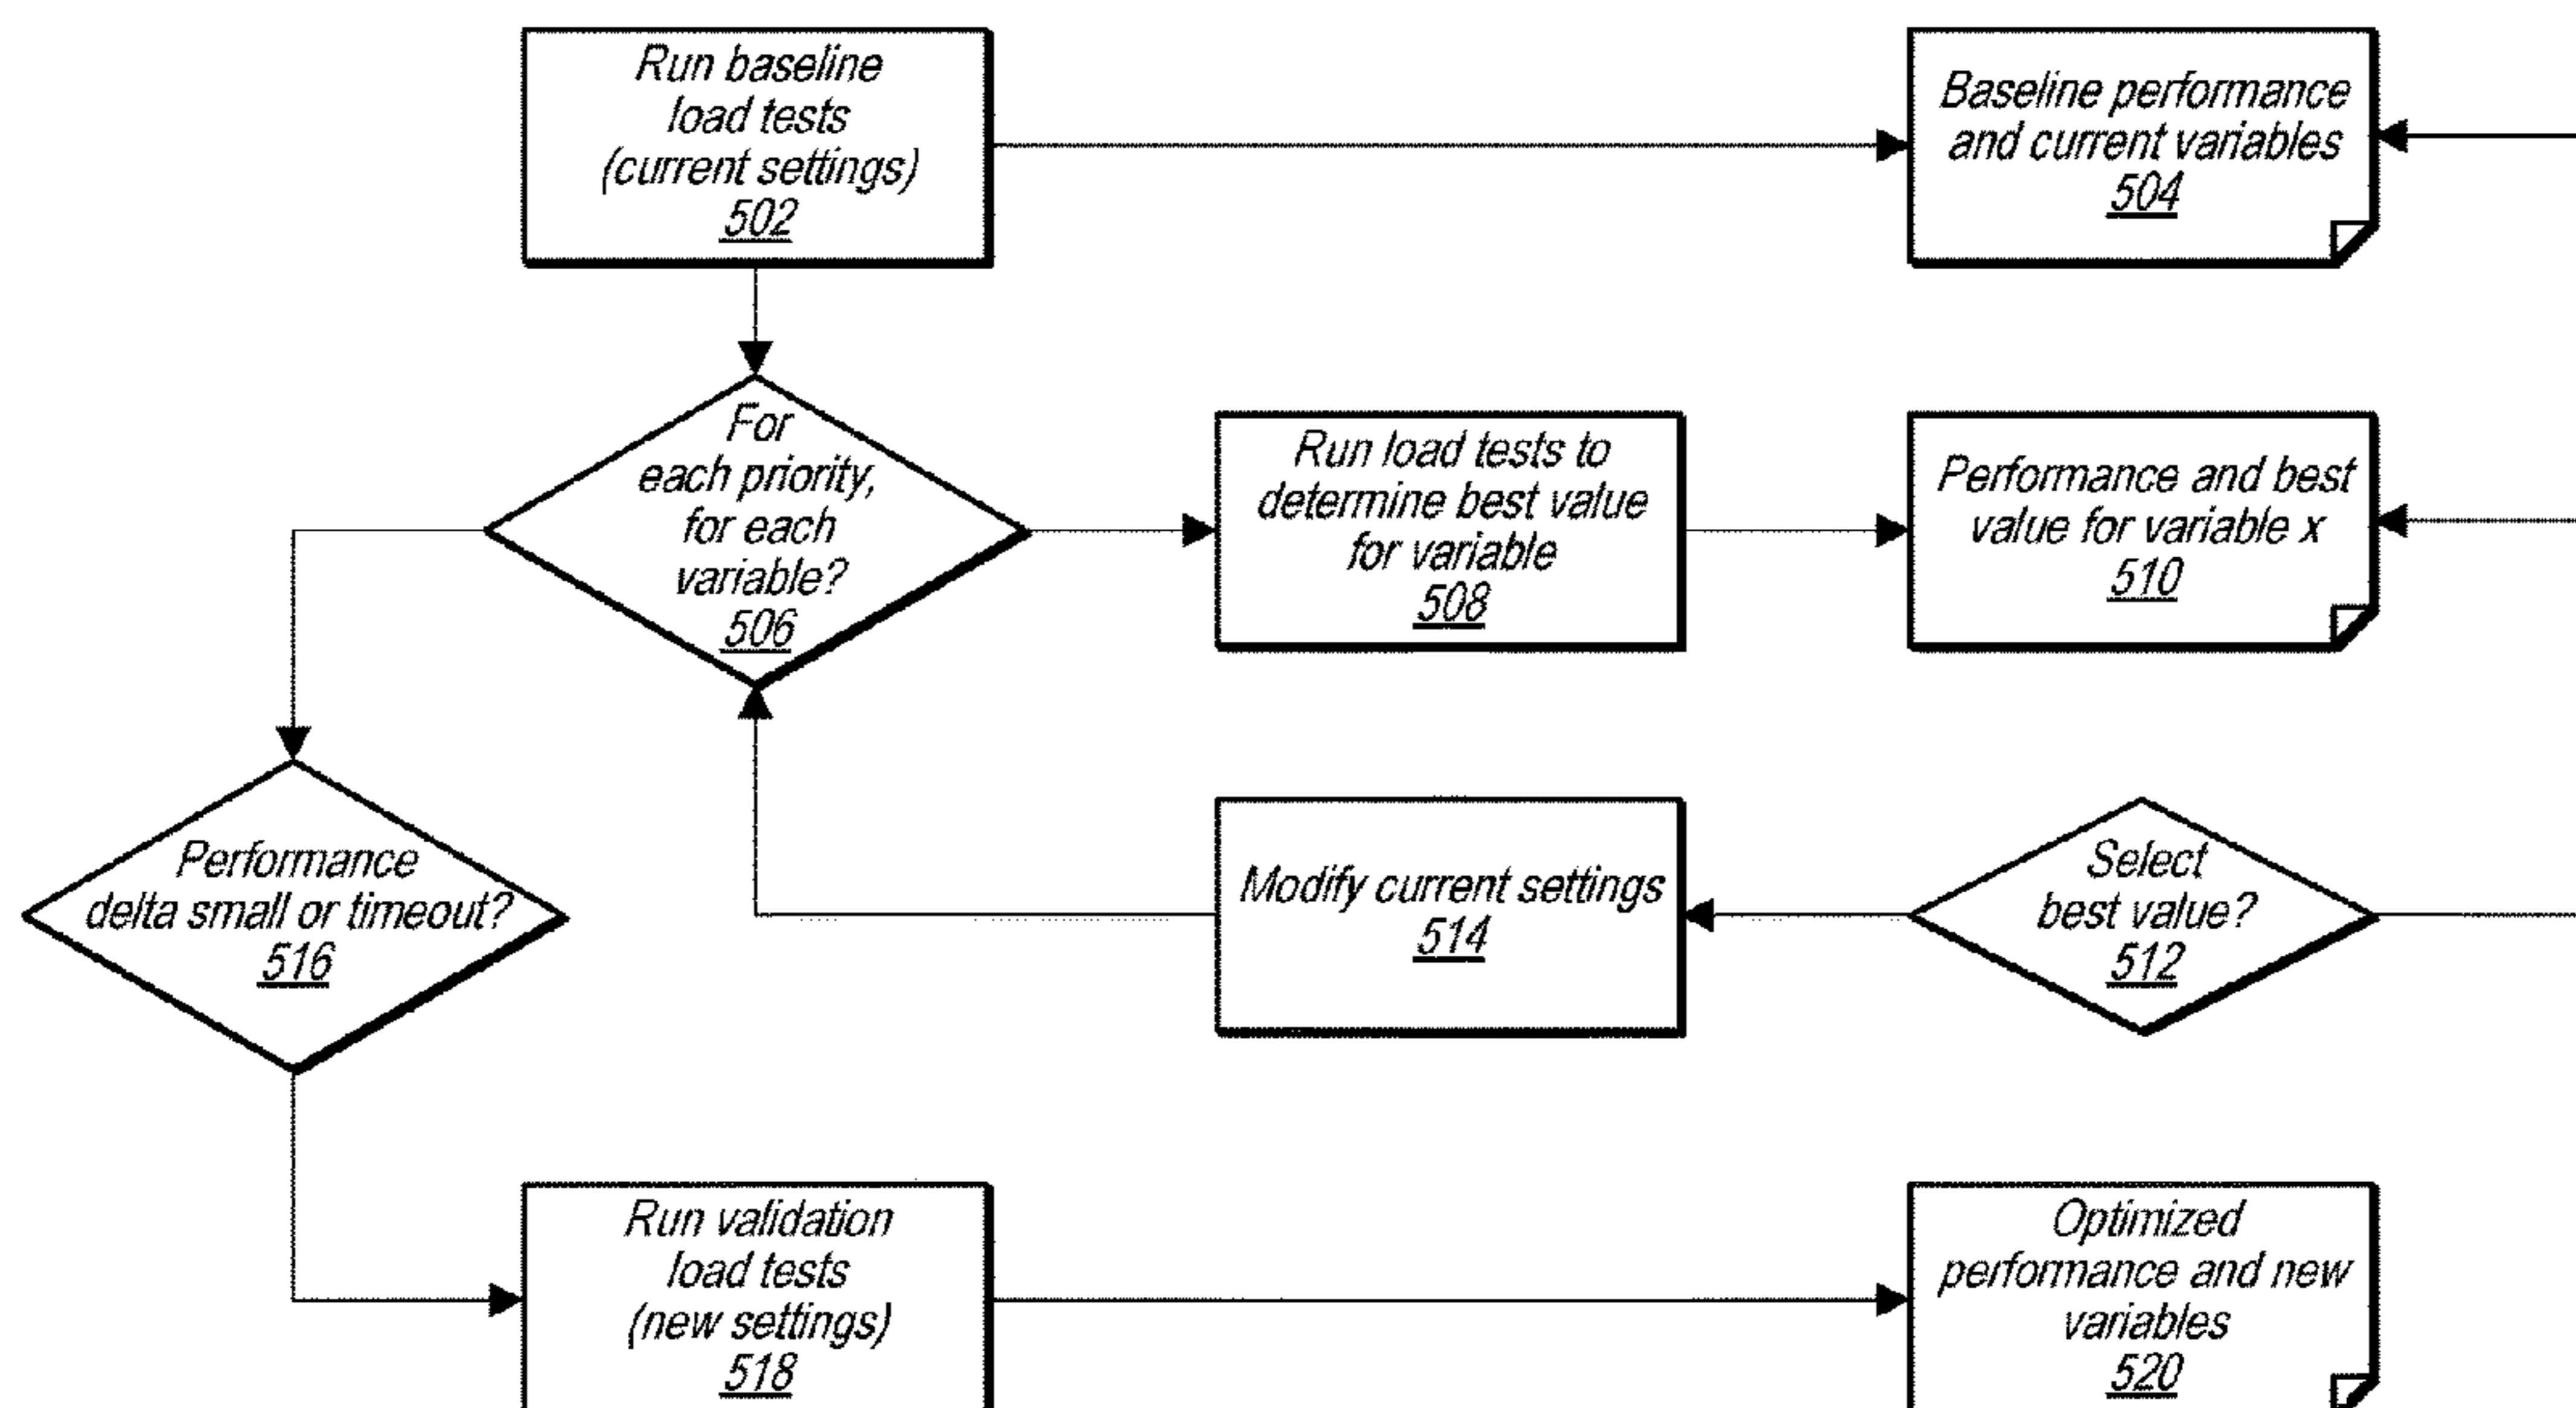 Run baseline
load tests
(current settings)
502
Baseline performance
and current variables
504
For
each priority,
for each
variable?
506
Run load tests to
determine best value
for variable
508
Performance and best
value for variable x
510
Performance
delta small or timeout?
516
Modify current settings
514
Select
best value?
512
Run validation
load tests
(new settings)
518
Optimized
performance and new
variables
520